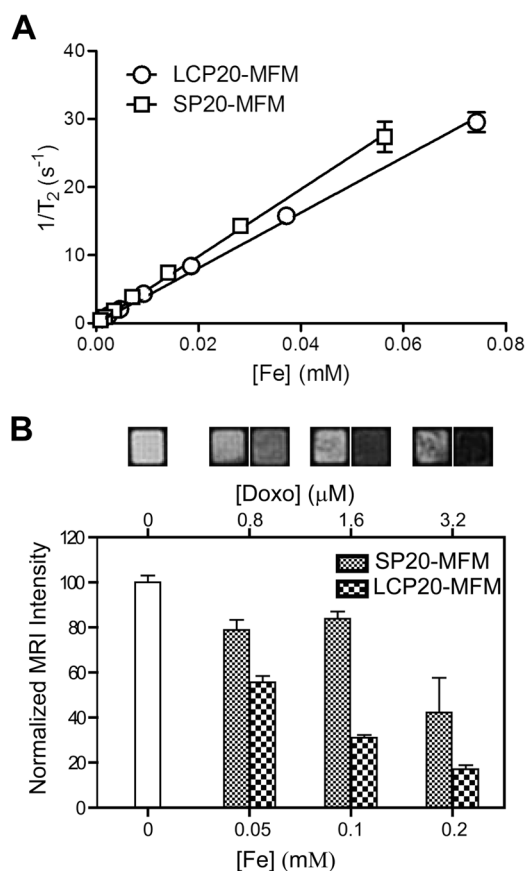 A
40
30
20
10
0
1/T2 (s-1)
LCP20-MFM
SP20-MFM
0.00
0.02
0.04
0.06
0.08
[Fe] (mM)
B
[Doxo] (μM)
0
0.8
1.6
3.2
120
100
80
60
40
20
0
Normalized MRI Intensity
SP20-MFM
LCP20-MFM
0
0.05
0.1
0.2
[Fe] (mM)